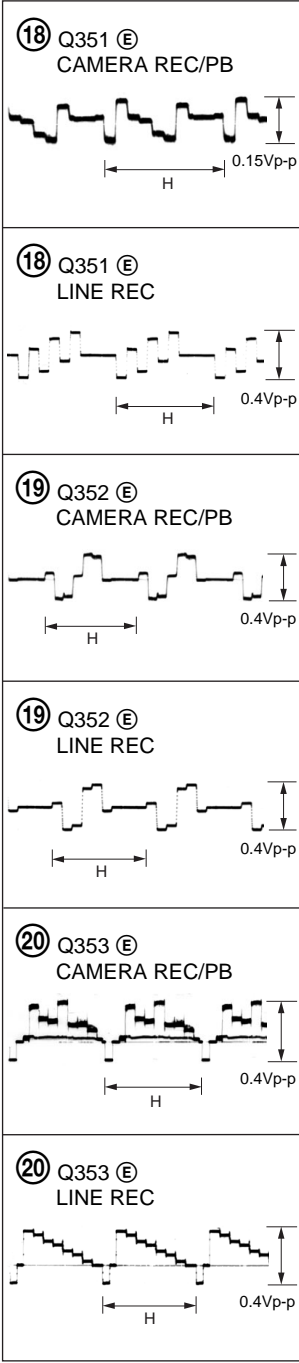 ⑱ Q351 Ⓔ
CAMERA REC/PB
0.15Vp-p
H
⑱ Q351 Ⓔ
LINE REC
0.4Vp-p
H
⑲ Q352 Ⓔ
CAMERA REC/PB
0.4Vp-p
H
⑲ Q352 Ⓔ
LINE REC
0.4Vp-p
H
⑳ Q353 Ⓔ
CAMERA REC/PB
0.4Vp-p
H
⑳ Q353 Ⓔ
LINE REC
0.4Vp-p
H